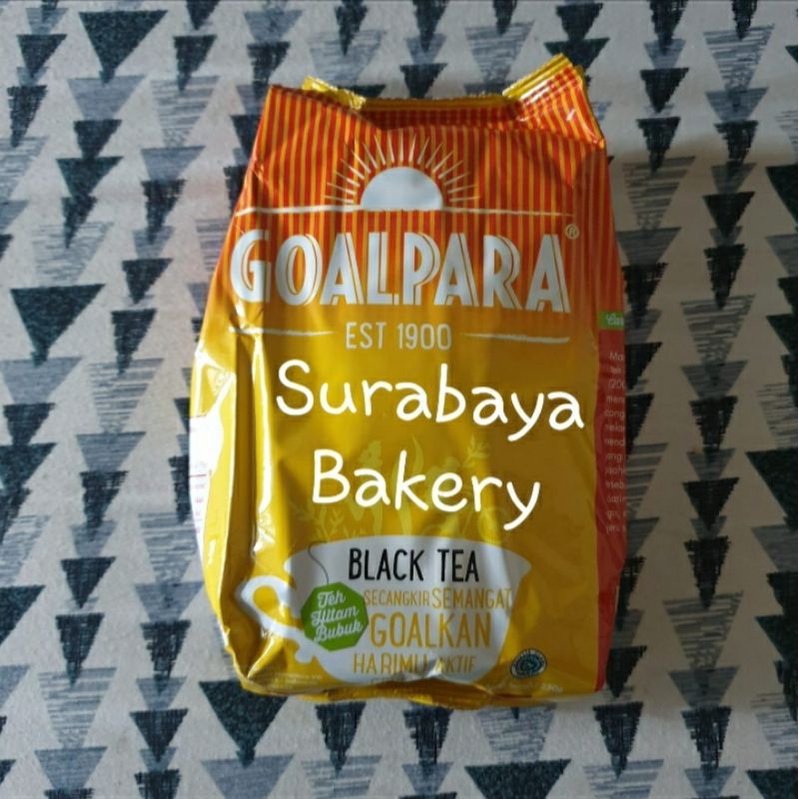 GOALPARA®
EST 1900
Surabaya
Bakery
BLACK TEA
Teh
Hitam
Bubuk
SECANGKIR SEMANGAT
GOALKAN
HARIMU AKTIF